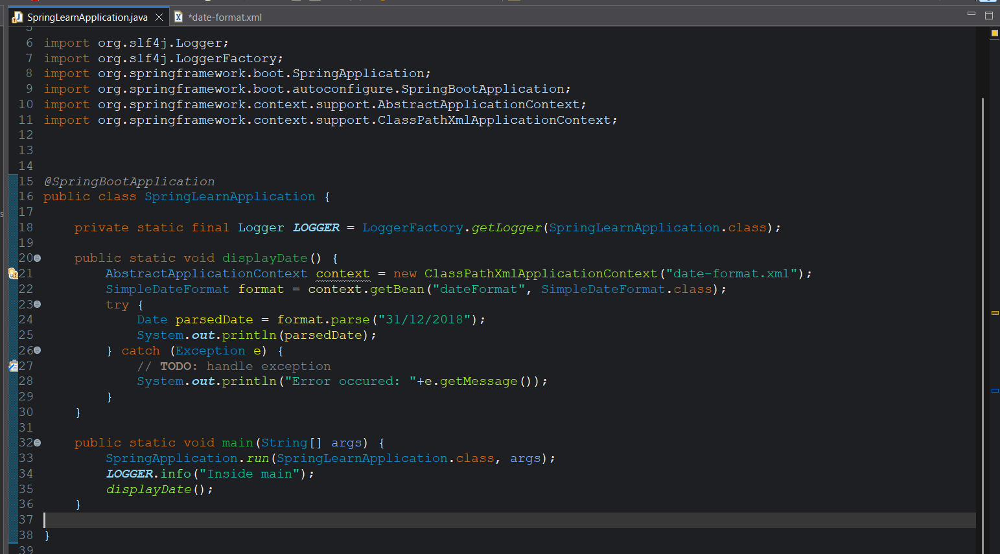 SpringLearnApplication.java *date-format.xml
5
6 import org.slf4j.Logger;
7 import org.slf4j.LoggerFactory;
8 import org.springframework.boot.SpringApplication;
9 import org.springframework.boot.autoconfigure.SpringBootApplication;
10 import org.springframework.context.support.AbstractApplicationContext;
11 import org.springframework.context.support.ClassPathXmlApplicationContext;
12
13
14
15 @SpringBootApplication
16 public class SpringLearnApplication {
17
18     private static final Logger LOGGER = LoggerFactory.getLogger(SpringLearnApplication.class);
19
20     public static void displayDate() {
21         AbstractApplicationContext context = new ClassPathXmlApplicationContext("date-format.xml");
22         SimpleDateFormat format = context.getBean("dateFormat", SimpleDateFormat.class);
23         try {
24             Date parsedDate = format.parse("31/12/2018");
25             System.out.println(parsedDate);
26         } catch (Exception e) {
27             // TODO: handle exception
28             System.out.println("Error occured: "+e.getMessage());
29         }
30     }
31
32     public static void main(String[] args) {
33         SpringApplication.run(SpringLearnApplication.class, args);
34         LOGGER.info("Inside main");
35         displayDate();
36     }
37
38 }
39